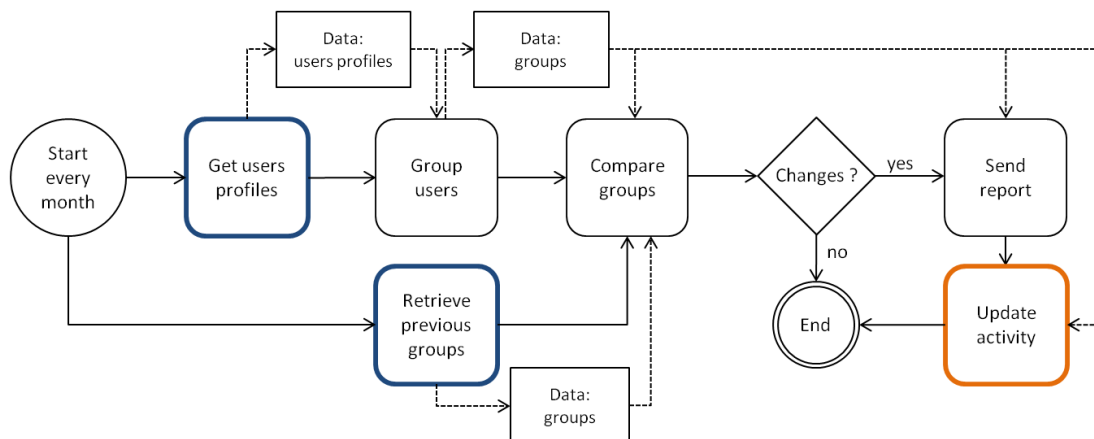 Data:
users profiles
Data:
groups
Start
every
month
Get users
profiles
Group
users
Compare
groups
Changes ?
yes
Send
report
no
Retrieve
previous
groups
End
Update
activity
Data:
groups